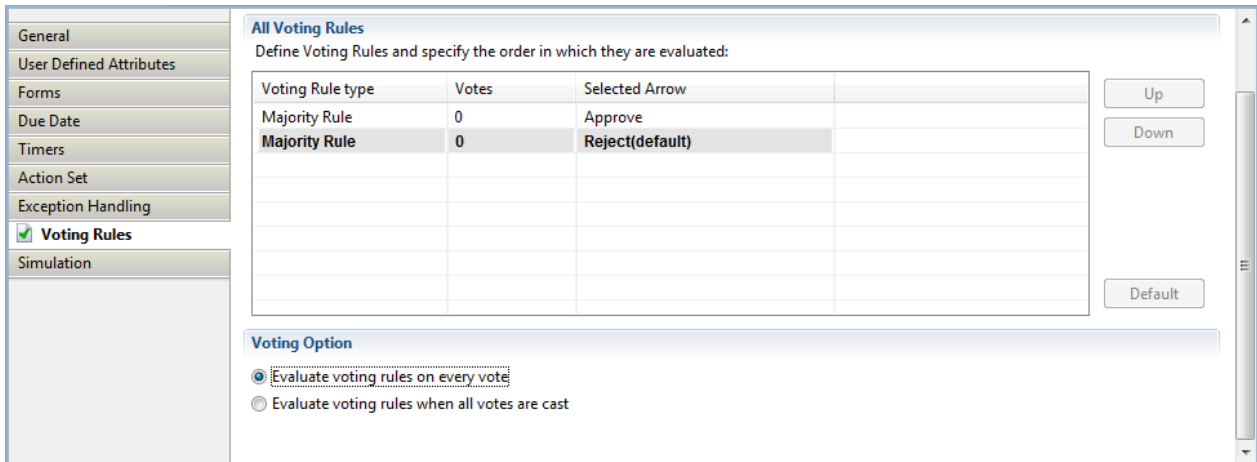 General
User Defined Attributes
Forms
Due Date
Timers
Action Set
Exception Handling
Voting Rules
Simulation
All Voting Rules
Define Voting Rules and specify the order in which they are evaluated:
Voting Rule type Votes Selected Arrow
Majority Rule 0 Approve
Majority Rule 0 Reject(default)
Up
Down
Default
Voting Option
Evaluate voting rules on every vote
Evaluate voting rules when all votes are cast